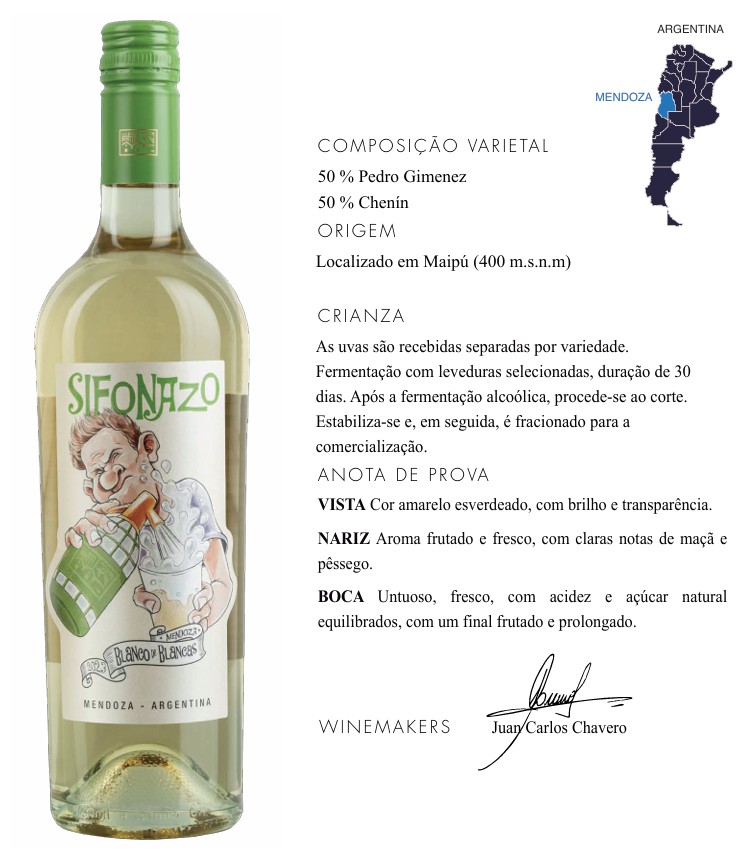 ARGENTINA
MENDOZA
COMPOSIÇÃO VARIETAL
50 % Pedro Gimenez
50 % Chenín
ORIGEM
Localizado em Maipú (400 m.s.n.m)
CRIANZA
As uvas são recebidas separadas por variedade.
Fermentação com leveduras selecionadas, duração de 30
dias. Após a fermentação alcoólica, procede-se ao corte.
Estabiliza-se e, em seguida, é fracionado para a
comercialização.
ANOTA DE PROVA
VISTA Cor amarelo esverdeado, com brilho e transparência.
NARIZ Aroma frutado e fresco, com claras notas de maçã e
pêssego.
BOCA Untuoso, fresco, com acidez e açúcar natural
equilibrados, com um final frutado e prolongado.
WINEMAKERS
Juan Carlos Chavero
SIFONAZO
MENDOZA
2023
BLANCO DE BLANCAS
MENDOZA - ARGENTINA